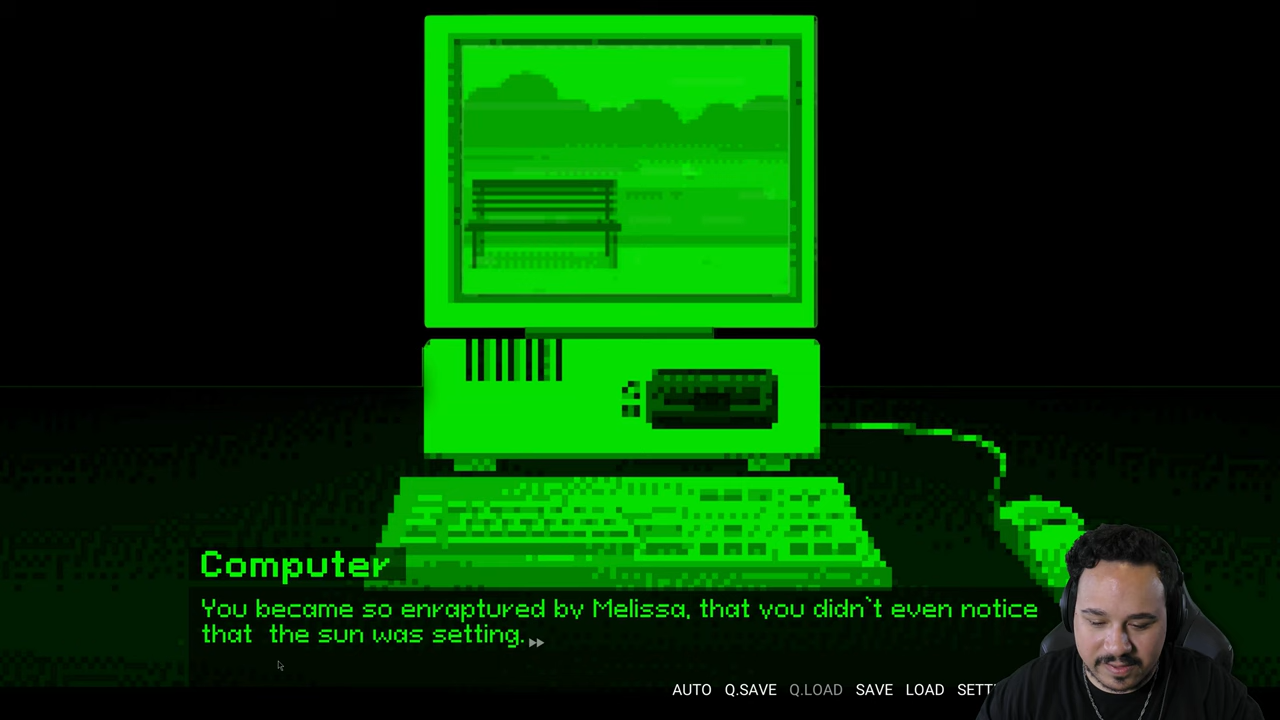 Computer
You became so enraptured by Melissa, that you didn`t even notice
that  the sun was setting.
AUTO Q.SAVE Q.LOAD SAVE LOAD